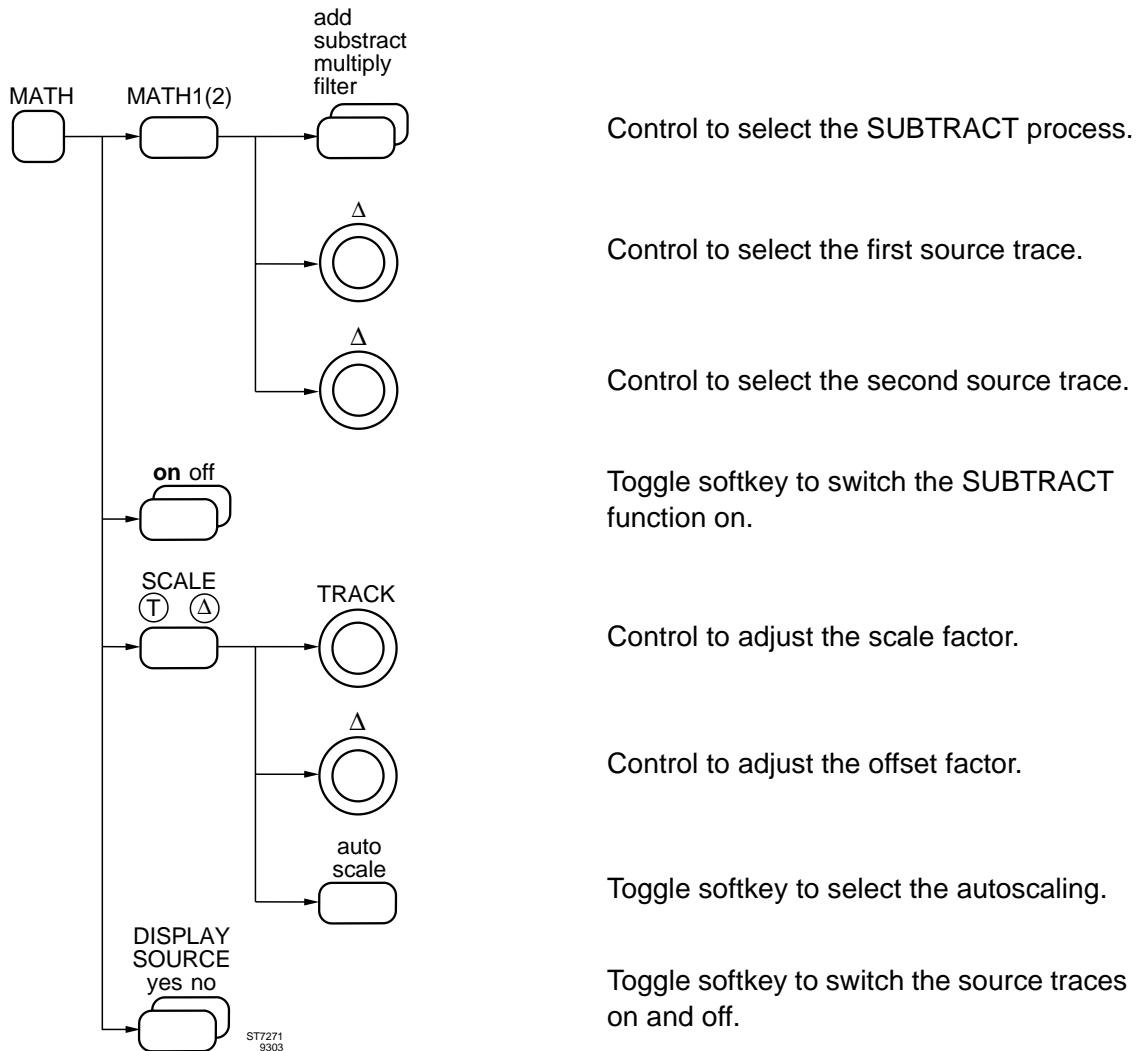 add
substract
multiply
filter
MATH
MATH1(2)
Control to select the SUBTRACT process.
Δ
Control to select the first source trace.
Δ
Control to select the second source trace.
on off
Toggle softkey to switch the SUBTRACT
function on.
SCALE
T Δ
TRACK
Control to adjust the scale factor.
Δ
Control to adjust the offset factor.
auto
scale
Toggle softkey to select the autoscaling.
DISPLAY
SOURCE
yes no
Toggle softkey to switch the source traces
on and off.
ST7271
9303